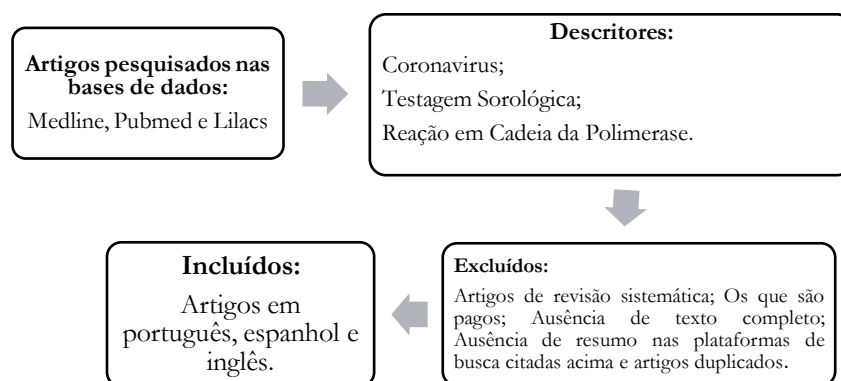 Artigos pesquisados nas
bases de dados:
Medline, Pubmed e Lilacs
Descritores:
Coronavirus;
Testagem Sorológica;
Reação em Cadeia da Polimerase.
Excluídos:
Artigos de revisão sistemática; Os que são
pagos; Ausência de texto completo;
Ausência de resumo nas plataformas de
busca citadas acima e artigos duplicados.
Incluídos:
Artigos em
português, espanhol e
inglês.